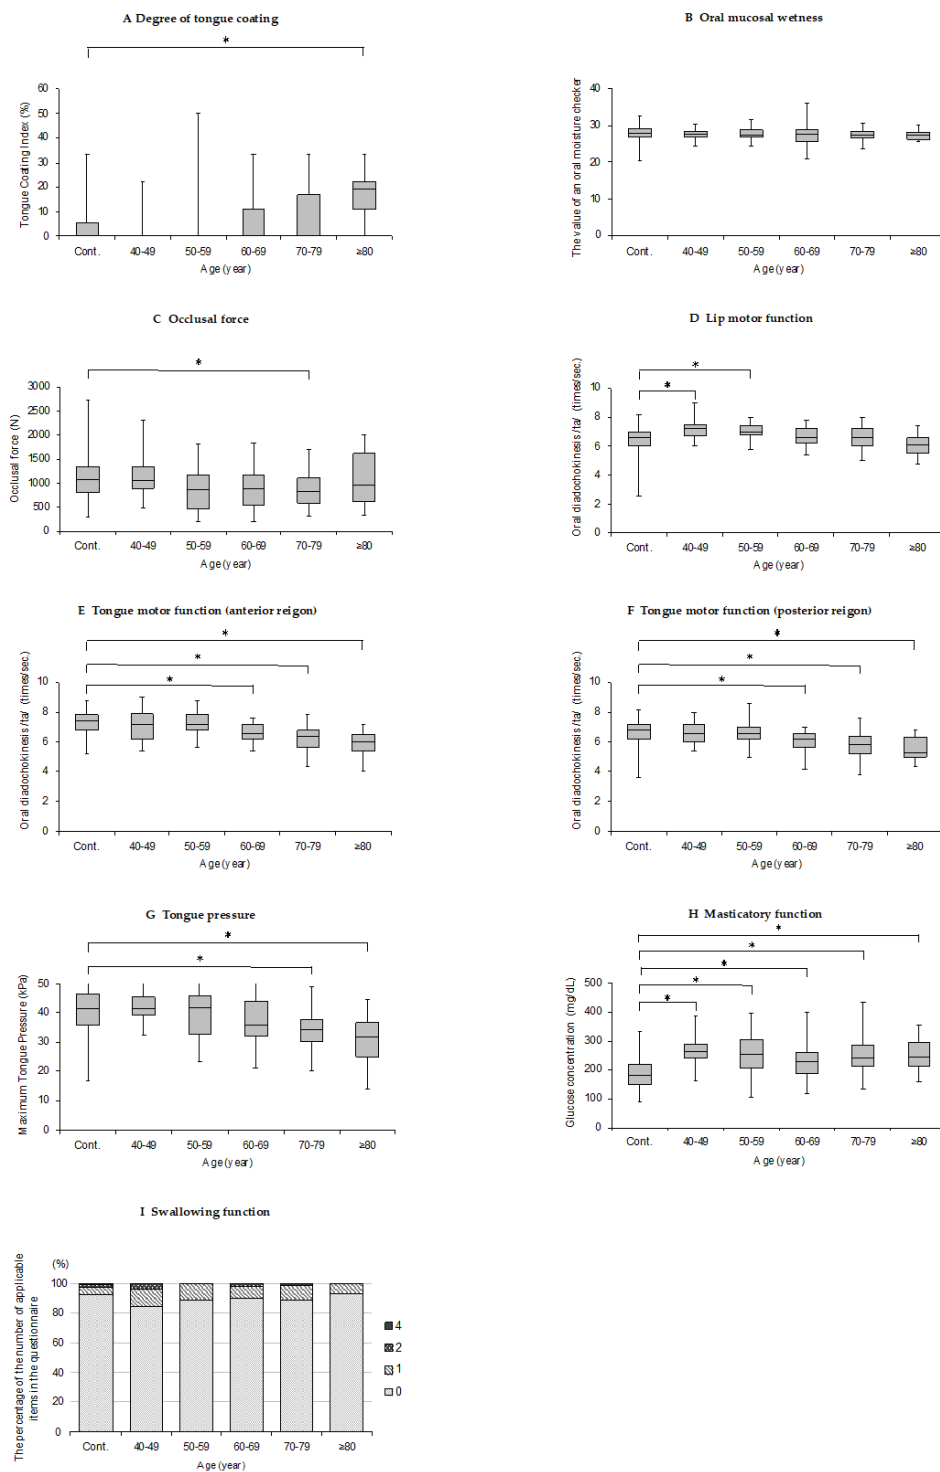 A Degree of tongue coating
*
60
50
40
30
20
10
0
Tongue Coating Index (%)
Cont. 40-49 50-59 60-69 70-79 ≥80
Age (year)
B Oral mucosal wetness
40
30
20
10
0
The value of an oral moisture checker
Cont. 40-49 50-59 60-69 70-79 ≥80
Age (year)
C Occlusal force
*
3000
2500
2000
1500
1000
500
0
Occlusal force (N)
Cont. 40-49 50-59 60-69 70-79 ≥80
Age (year)
D Lip motor function
*
*
10
8
6
4
2
0
Oral diadochokinesis /ta/ (times/sec.)
Cont. 40-49 50-59 60-69 70-79 ≥80
Age (year)
E Tongue motor function (anterior reigon)
*
*
*
10
8
6
4
2
0
Oral diadochokinesis /ta/ (times/sec.)
Cont. 40-49 50-59 60-69 70-79 ≥80
Age (year)
F Tongue motor function (posterior reigon)
*
*
*
10
8
6
4
2
0
Oral diadochokinesis /ta/ (times/sec.)
Cont. 40-49 50-59 60-69 70-79 ≥80
Age (year)
G Tongue pressure
*
*
50
40
30
20
10
0
Maximum Tongue Pressure (kPa)
Cont. 40-49 50-59 60-69 70-79 ≥80
Age (year)
H Masticatory function
*
*
*
*
*
500
400
300
200
100
0
Glucose concentration (mg/dL)
Cont. 40-49 50-59 60-69 70-79 ≥80
Age (year)
I Swallowing function
(%)
100
80
60
40
20
0
The percentage of the number of applicable
items in the questionnaire
4
2
1
0
Cont. 40-49 50-59 60-69 70-79 ≥80
Age (year)